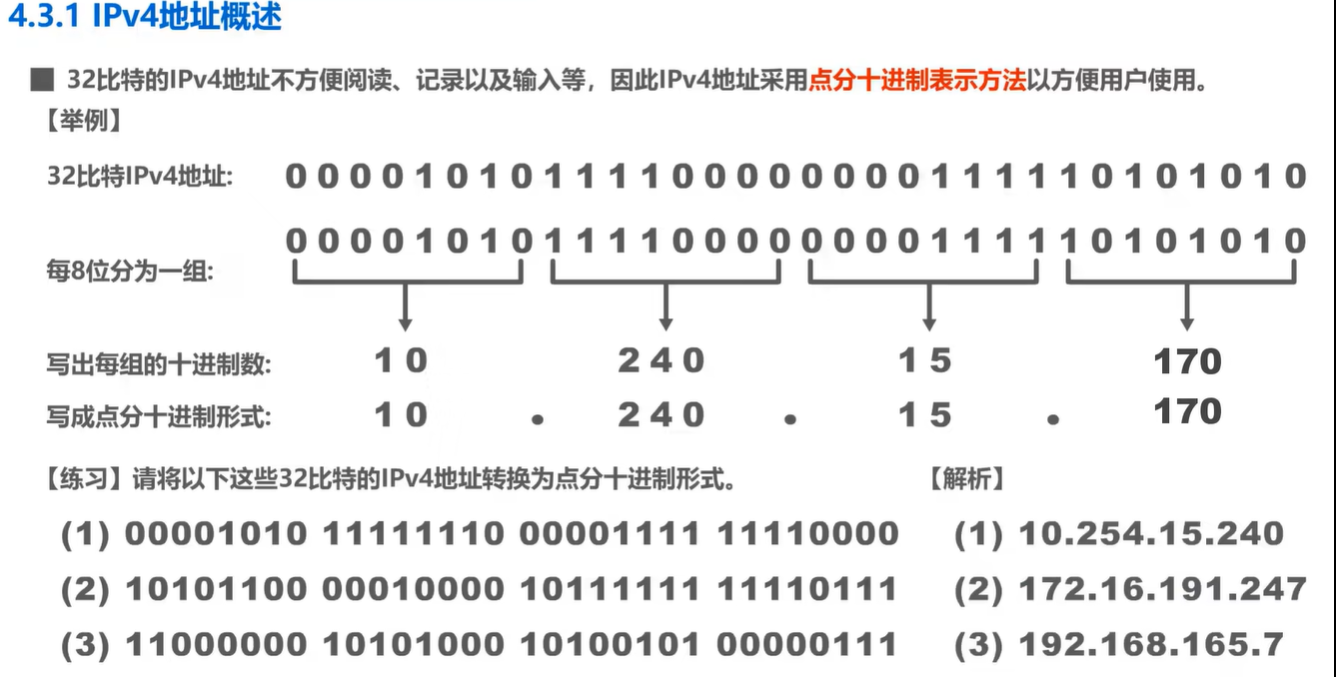 4.3.1 IPv4地址概述
■ 32比特的IPv4地址不方便阅读、记录以及输入等，因此IPv4地址采用点分十进制表示方法以方便用户使用。
【举例】
32比特IPv4地址: 0 0 0 0 1 0 1 0 1 1 1 1 0 0 0 0 0 0 0 0 1 1 1 1 1 0 1 0 1 0 1 0
0 0 0 0 1 0 1 0 1 1 1 1 0 0 0 0 0 0 0 0 1 1 1 1 1 0 1 0 1 0 1 0
每8位分为一组:
写出每组的十进制数: 1 0 2 4 0 1 5 170
写成点分十进制形式: 1 0 . 2 4 0 . 1 5 . 170
【练习】请将以下这些32比特的IPv4地址转换为点分十进制形式。 【解析】
(1) 00001010 11111110 00001111 11110000 (1) 10.254.15.240
(2) 10101100 00010000 10111111 11110111 (2) 172.16.191.247
(3) 11000000 10101000 10100101 00000111 (3) 192.168.165.7